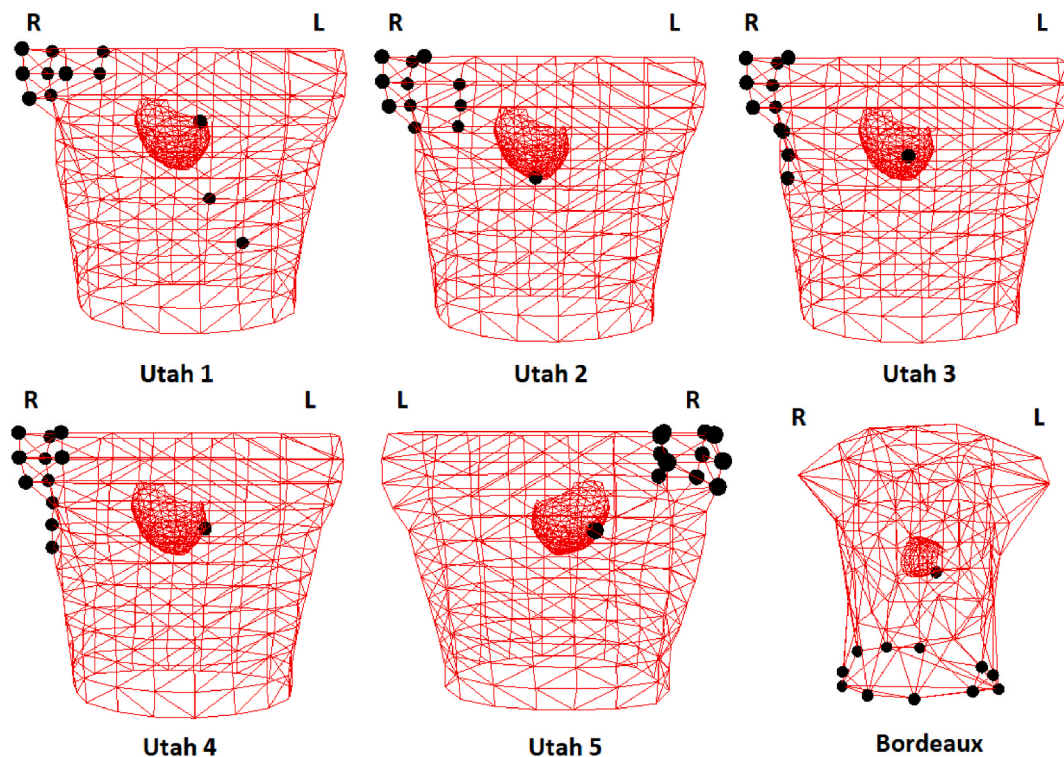 R L
R L
R L
Utah 1
Utah 2
Utah 3
R L
L R
R L
Utah 4
Utah 5
Bordeaux